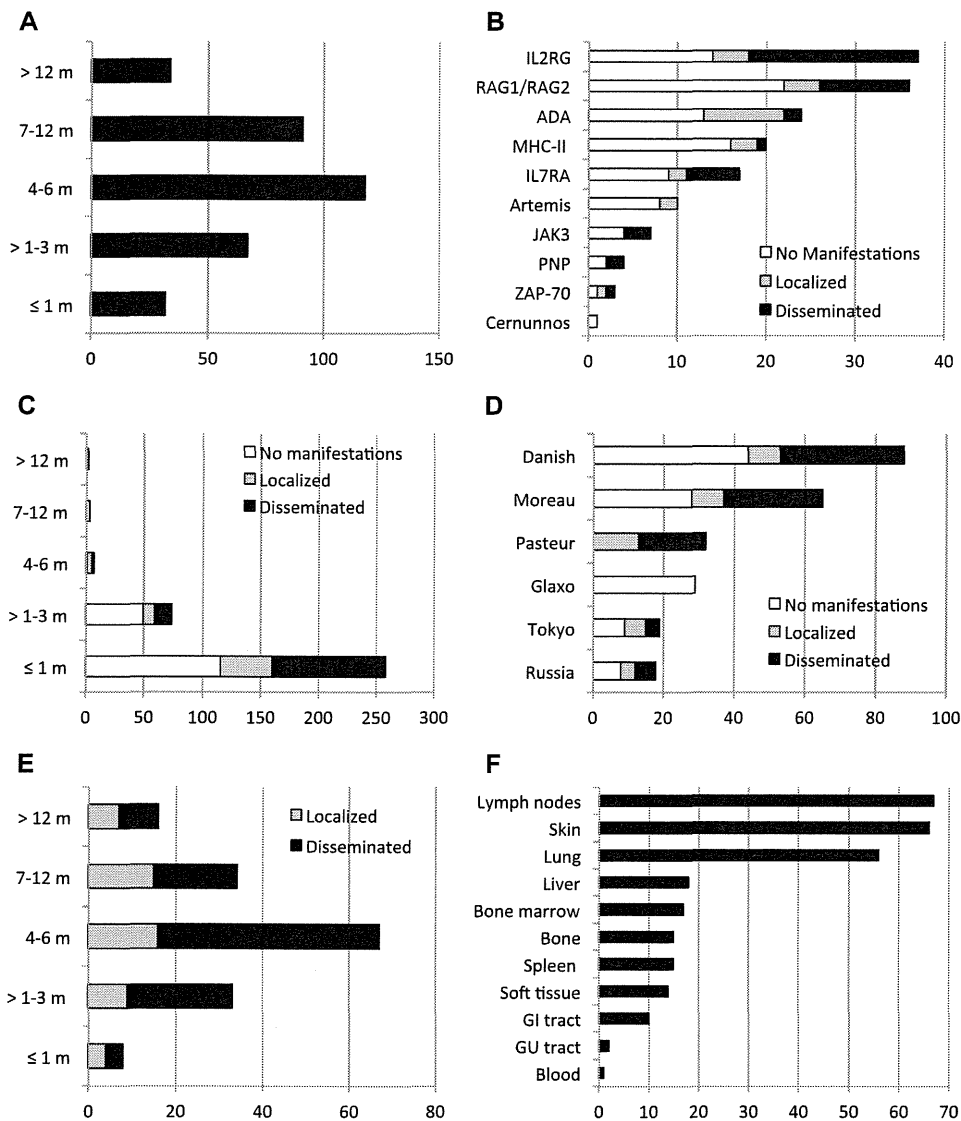 A
> 12 m
7-12 m
4-6 m
> 1-3 m
≤ 1 m
0 50 100 150
B
IL2RG
RAG1/RAG2
ADA
MHC-II
IL7RA
Artemis
JAK3
PNP
ZAP-70
Cernunnos
No Manifestations
Localized
Disseminated
0 10 20 30 40
C
> 12 m
7-12 m
4-6 m
> 1-3 m
≤ 1 m
No manifestations
Localized
Disseminated
0 50 100 150 200 250 300
D
Danish
Moreau
Pasteur
Glaxo
Tokyo
Russia
No manifestations
Localized
Disseminated
0 20 40 60 80 100
E
> 12 m
7-12 m
4-6 m
> 1-3 m
≤ 1 m
Localized
Disseminated
0 20 40 60 80
F
Lymph nodes
Skin
Lung
Liver
Bone marrow
Bone
Spleen
Soft tissue
GI tract
GU tract
Blood
0 10 20 30 40 50 60 70